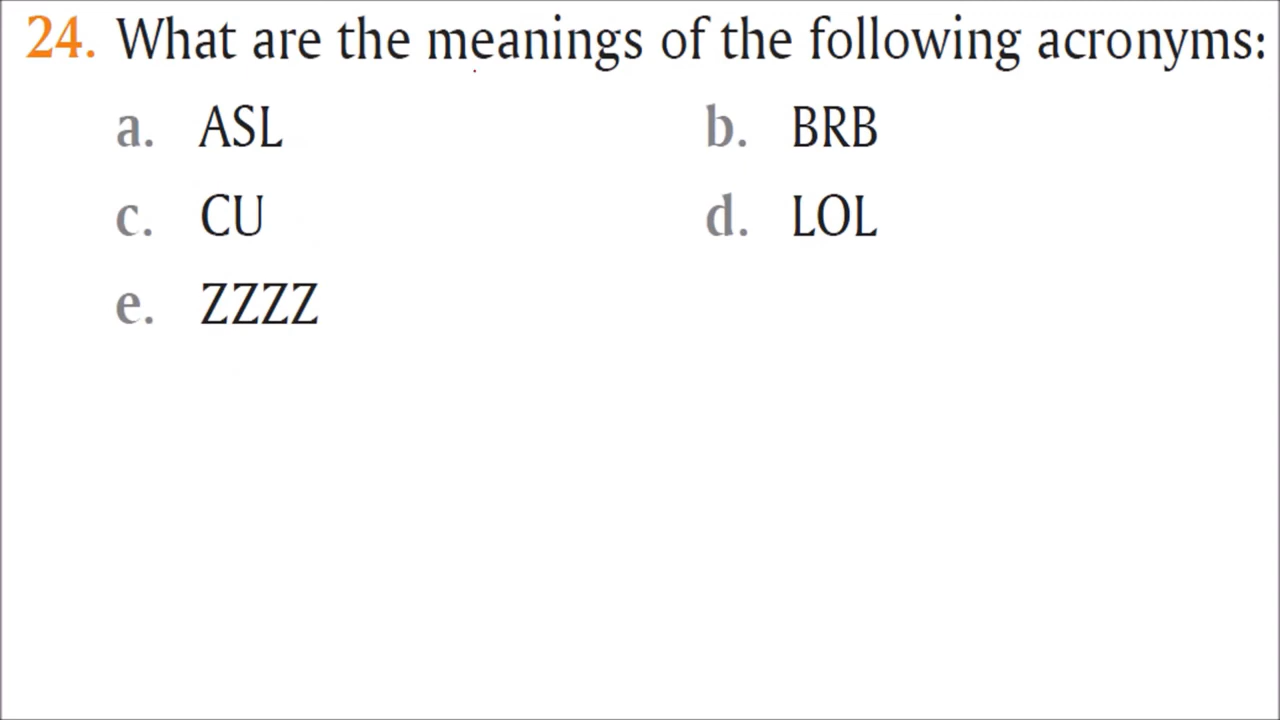 24. What are the meanings of the following acronyms:
a. ASL b. BRB
c. CU d. LOL
e. ZZZZ